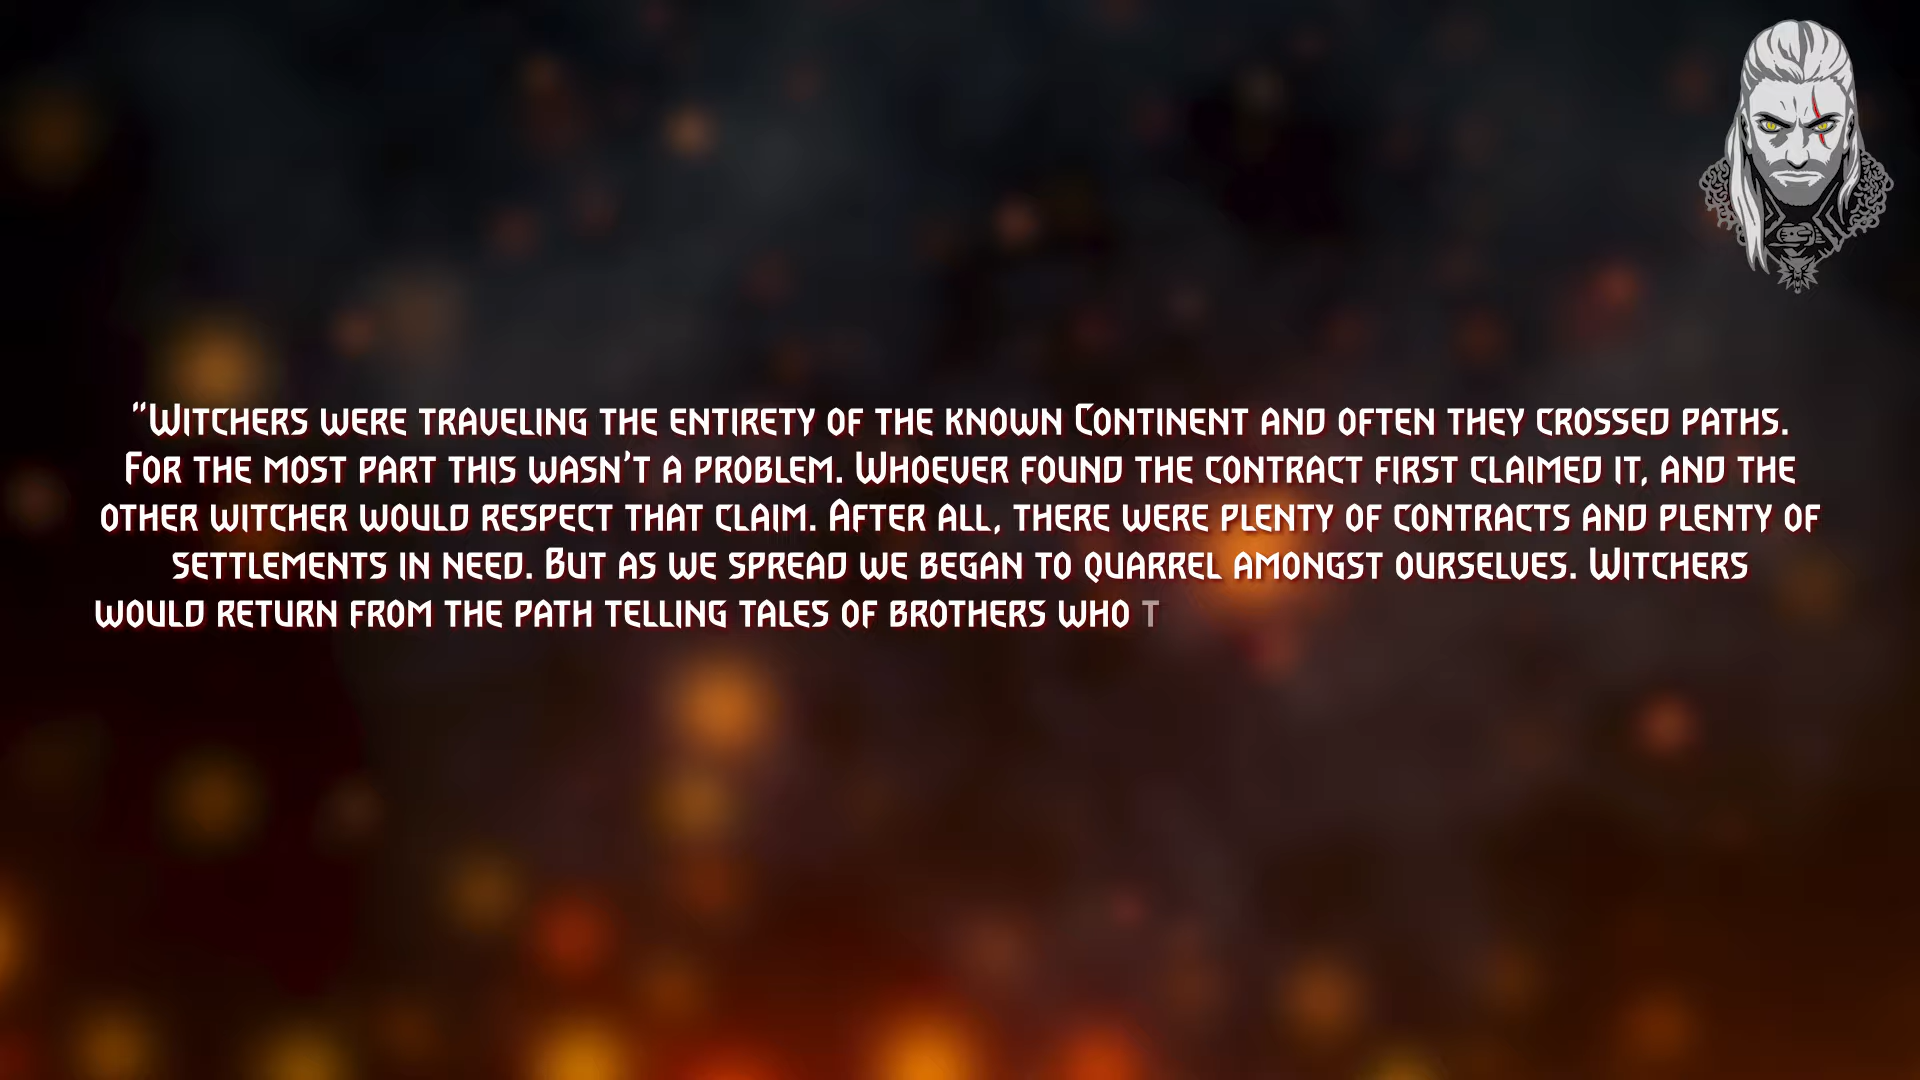 "Witchers were traveling the entirety of the known Continent and often they crossed paths.
For the most part this wasn't a problem. Whoever found the contract first claimed it, and the
other witcher would respect that claim. After all, there were plenty of contracts and plenty of
settlements in need. But as we spread we began to quarrel amongst ourselves. Witchers
would return from the path telling tales of brothers who t